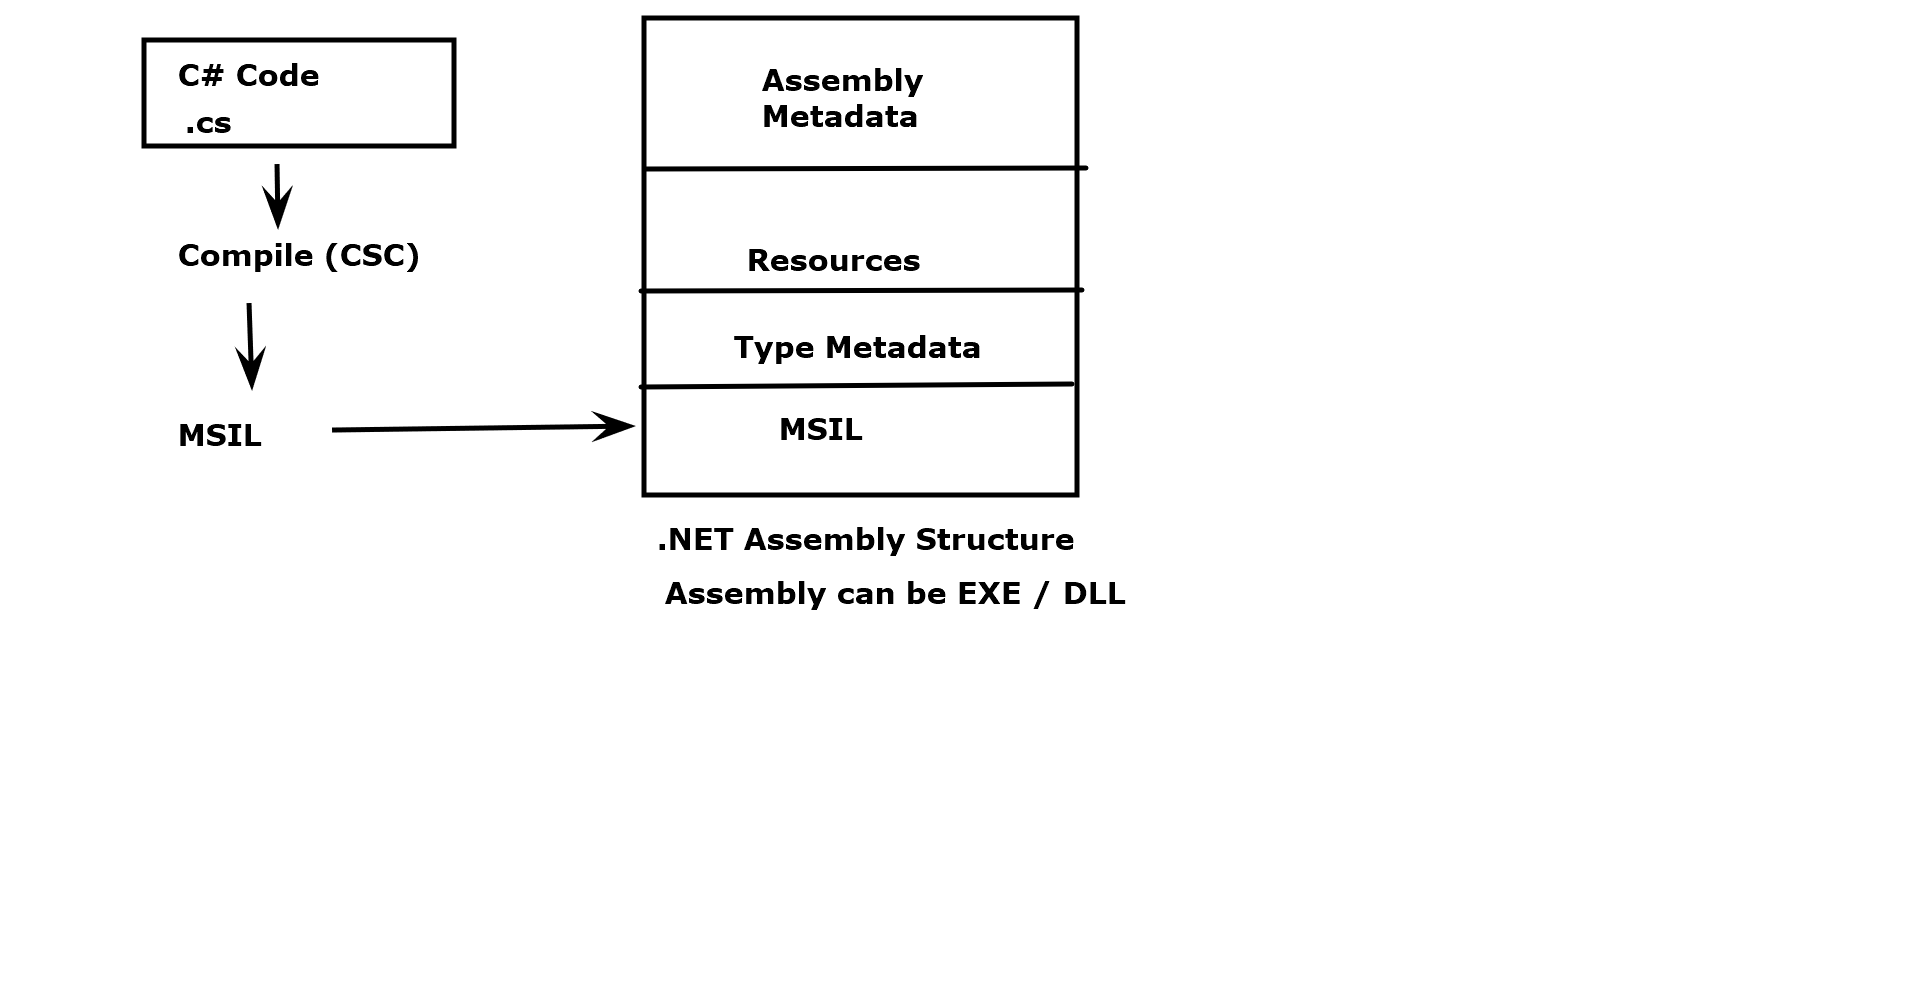 C# Code
.cs
Compile (CSC)
MSIL
Assembly
Metadata
Resources
Type Metadata
MSIL
.NET Assembly Structure
Assembly can be EXE / DLL